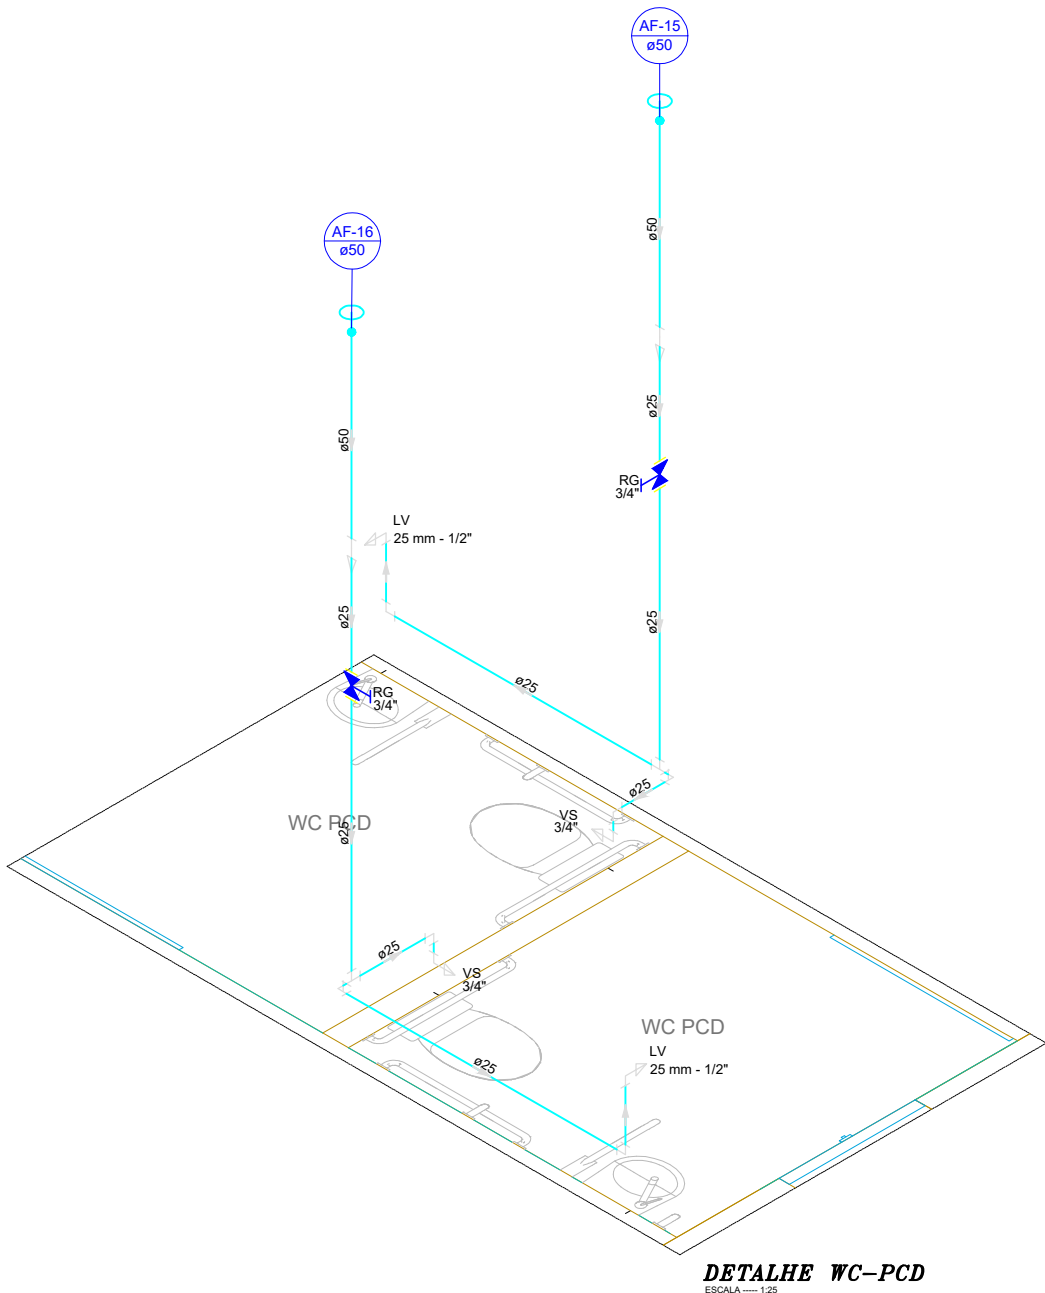 AF-15
ø50
AF-16
ø50
ø50
ø25
ø50
RG
3/4"
LV
25 mm - 1/2"
ø25
ø25
ø25
RG
3/4"
ø25
VS
3/4"
WC PCD
ø25
ø25
VS
3/4"
WC PCD
LV
25 mm - 1/2"
ø25
DETALHE WC-PCD
ESCALA ----- 1:25